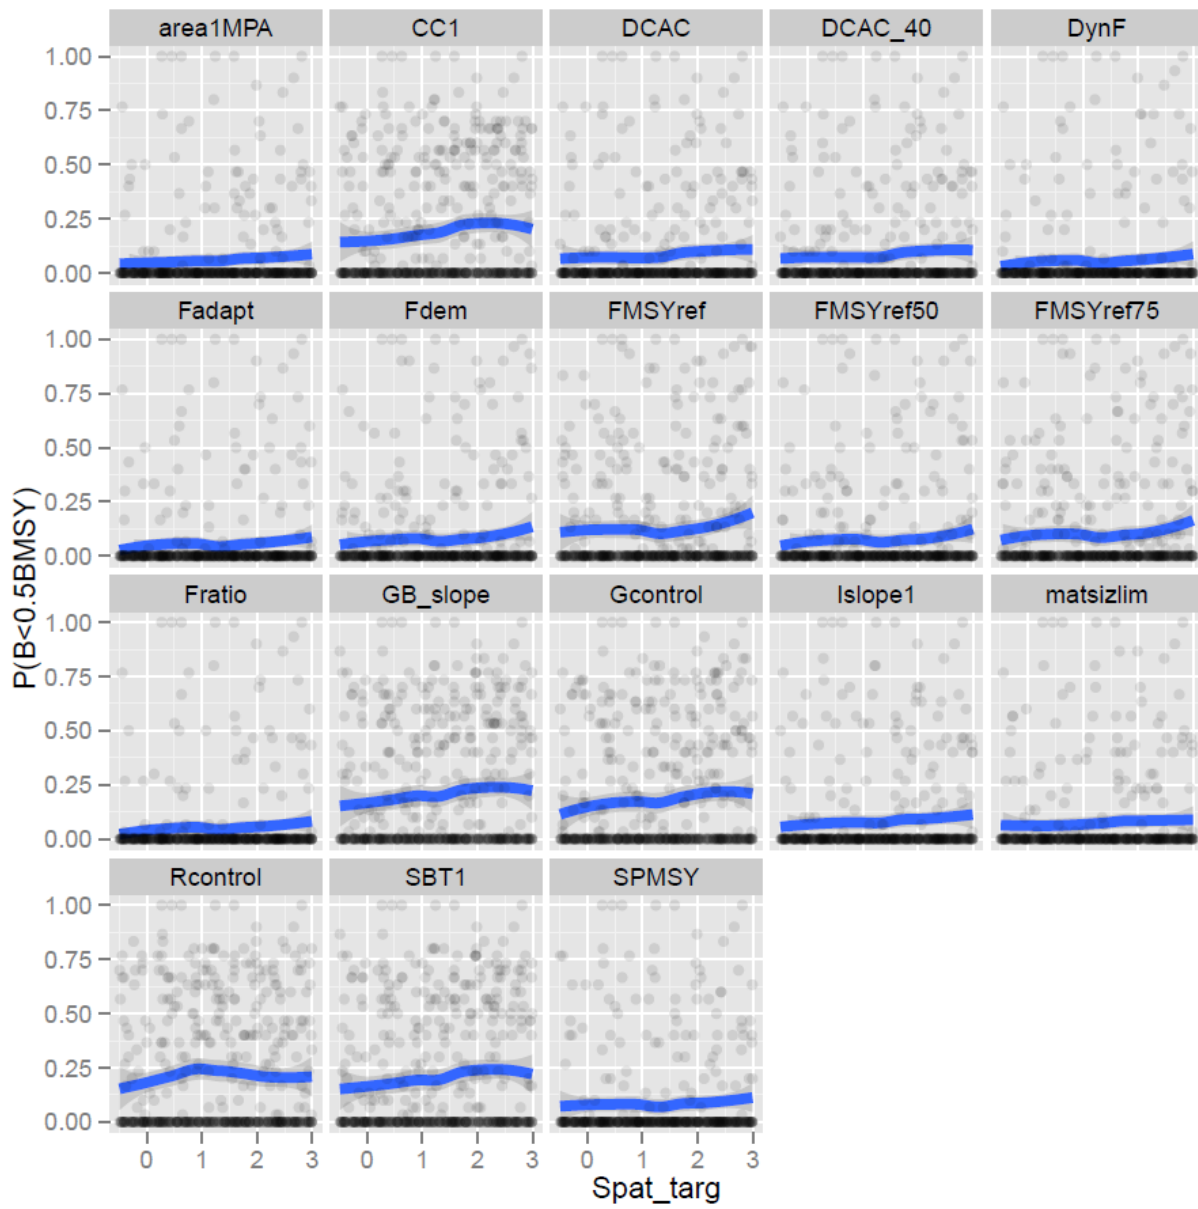 area1MPA CC1 DCAC DCAC_40 DynF
1.00
0.75
0.50
0.25
0.00
Fadapt Fdem FMSYref FMSYref50 FMSYref75
1.00
0.75
0.50
0.25
0.00
P(B<0.5BMSY)
Fratio GB_slope Gcontrol Islope1 matsizlim
1.00
0.75
0.50
0.25
0.00
Rcontrol SBT1 SPMSY
1.00
0.75
0.50
0.25
0.00
0 1 2 3 0 1 2 3 0 1 2 3
Spat_targ